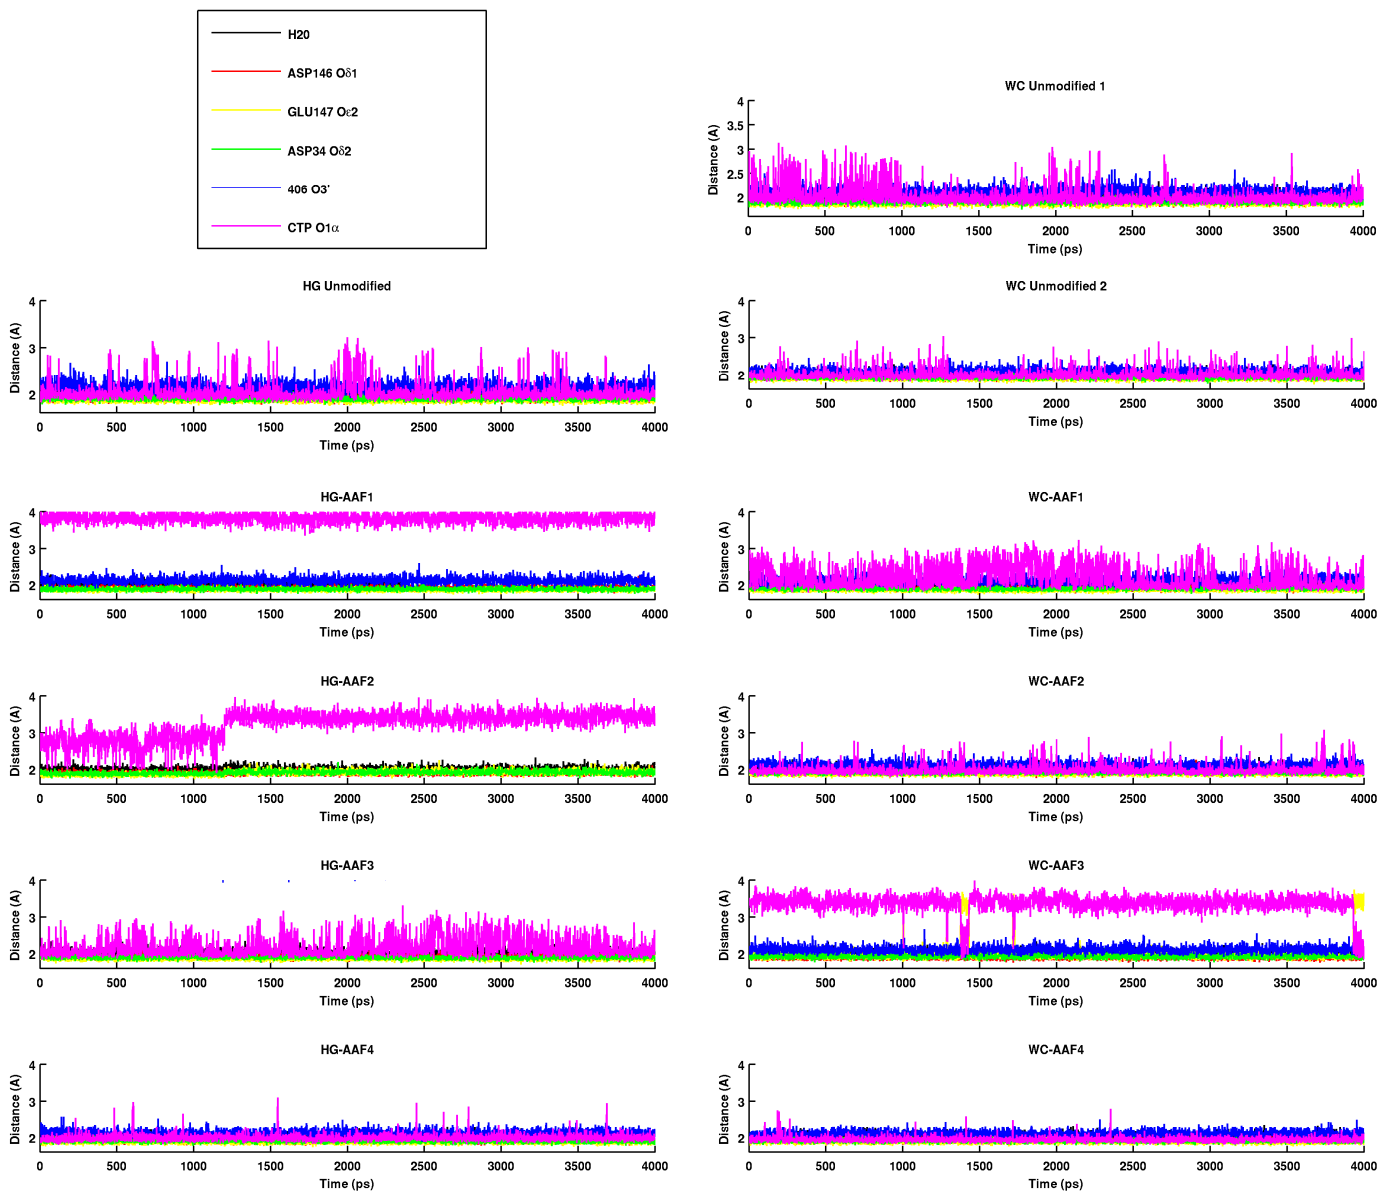 H20
ASP146 Oδ1
GLU147 Oε2
ASP34 Oδ2
406 O3'
CTP O1α
WC Unmodified 1
Distance (A)
4
3.5
3
2.5
2
0 500 1000 1500 2000 2500 3000 3500 4000
Time (ps)
HG Unmodified
Distance (A)
4
3
2
0 500 1000 1500 2000 2500 3000 3500 4000
Time (ps)
WC Unmodified 2
Distance (A)
4
3
2
0 500 1000 1500 2000 2500 3000 3500 4000
Time (ps)
HG-AAF1
Distance (A)
4
3
2
0 500 1000 1500 2000 2500 3000 3500 4000
Time (ps)
WC-AAF1
Distance (A)
4
3
2
0 500 1000 1500 2000 2500 3000 3500 4000
Time (ps)
HG-AAF2
Distance (A)
4
3
2
0 500 1000 1500 2000 2500 3000 3500 4000
Time (ps)
WC-AAF2
Distance (A)
4
3
2
0 500 1000 1500 2000 2500 3000 3500 4000
Time (ps)
HG-AAF3
Distance (A)
4
3
2
0 500 1000 1500 2000 2500 3000 3500 4000
Time (ps)
WC-AAF3
Distance (A)
4
3
2
0 500 1000 1500 2000 2500 3000 3500 4000
Time (ps)
HG-AAF4
Distance (A)
4
3
2
0 500 1000 1500 2000 2500 3000 3500 4000
Time (ps)
WC-AAF4
Distance (A)
4
3
2
0 500 1000 1500 2000 2500 3000 3500 4000
Time (ps)